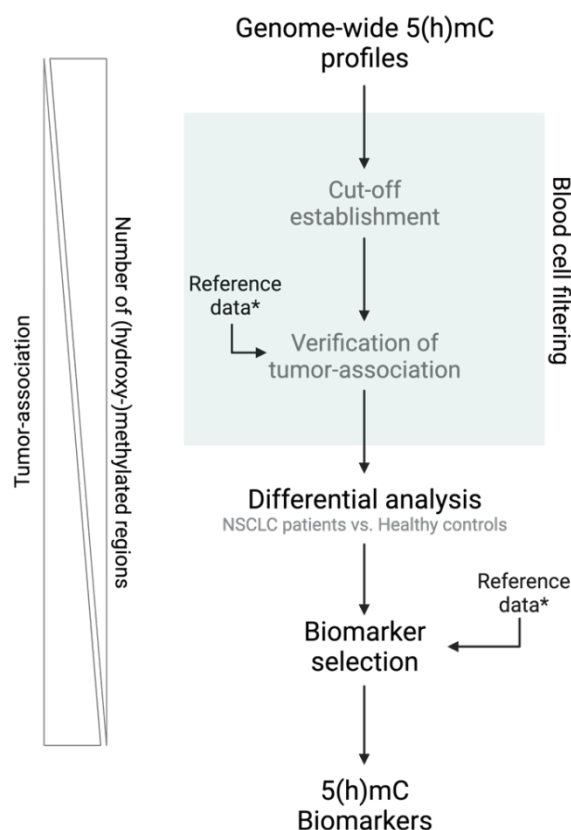 Genome-wide 5(h)mC
profiles
Cut-off
establishment
Reference
data*
Verification of
tumor-association
Blood cell filtering
Differential analysis
NSCLC patients vs. Healthy controls
Reference
data*
Biomarker
selection
5(h)mC
Biomarkers
Tumor-association
Number of (hydroxy-)methylated regions